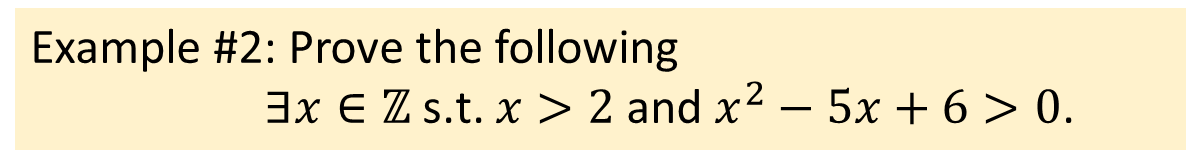 Example #2: Prove the following
∃x ∈ ℤ s.t. x > 2 and x² − 5x + 6 > 0.